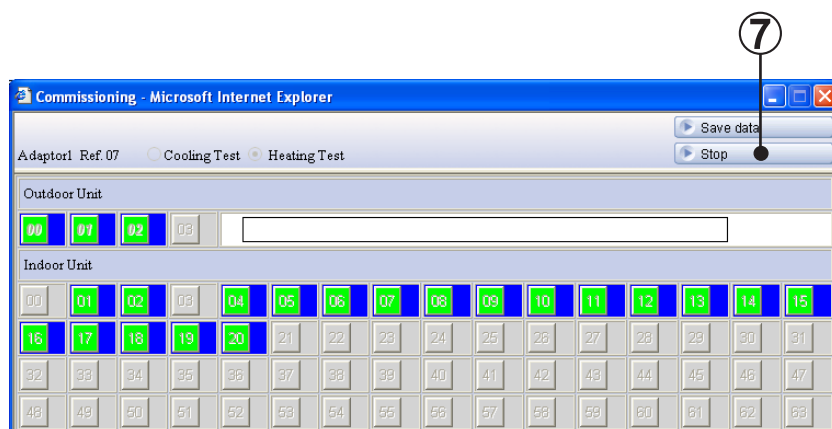 7
Commissioning - Microsoft Internet Explorer
Save data
Adaptor1 Ref. 07 Cooling Test Heating Test
Stop
Outdoor Unit
00 01 02 03
Indoor Unit
00 01 02 03 04 05 06 07 08 09 10 11 12 13 14 15
16 17 18 19 20 21 22 23 24 25 26 27 28 29 30 31
32 33 34 35 36 37 38 39 40 41 42 43 44 45 46 47
48 49 50 51 52 53 54 55 56 57 58 59 60 61 62 63